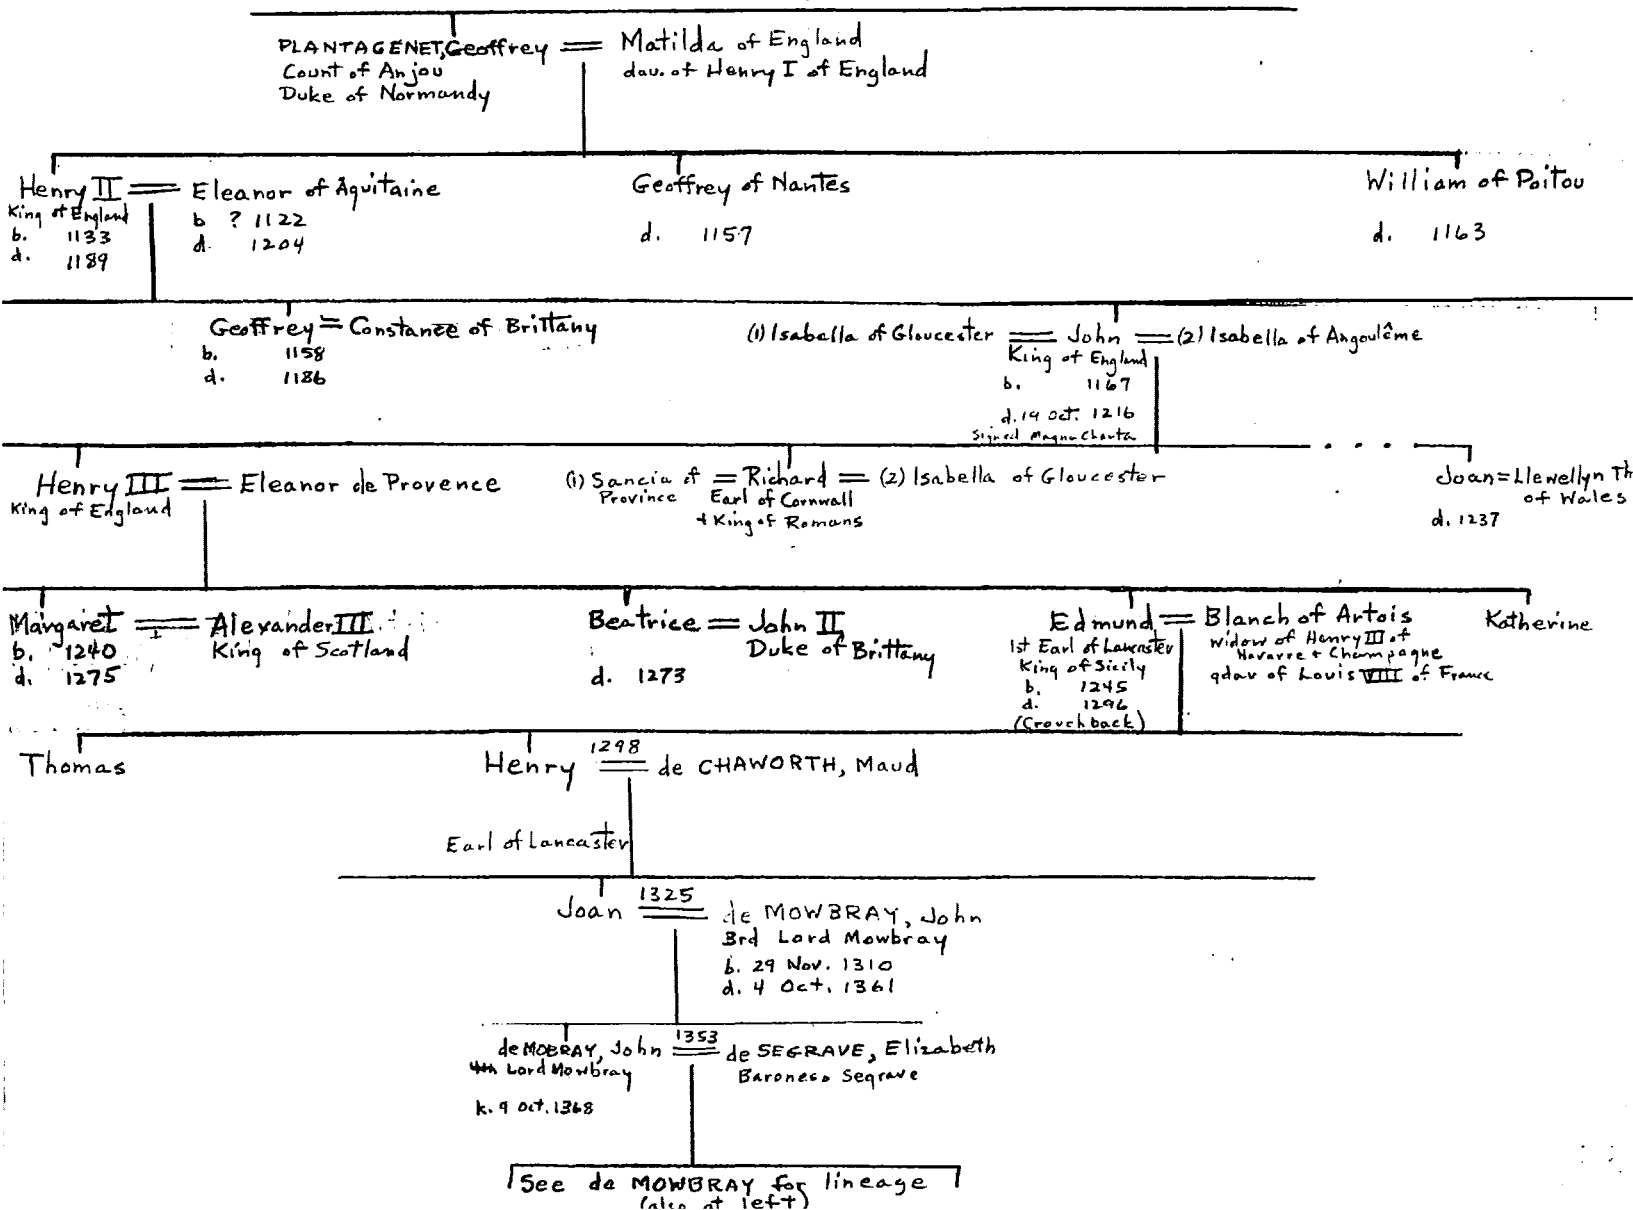 PLANTAGENET, Geoffrey = Matilda of England
Count of Anjou
dau. of Henry I of England
Duke of Normandy
Henry II = Eleanor of Aquitaine
King of England
b. 1133
d. 1189
b ? 1122
d. 1204
Geoffrey of Nantes
d. 1157
William of Poitou
d. 1163
Geoffrey = Constance of Brittany
b. 1158
d. 1186
(1) Isabella of Gloucester = John = (2) Isabella of Angoulême
King of England
b. 1167
d. 19 Oct. 1216
Signed Magna Charta
Henry III = Eleanor de Provence
King of England
(1) Sancia of = Richard = (2) Isabella of Gloucester
Province
Earl of Cornwall
+ King of Romans
. . . .
Joan = Llewellyn Th
of Wales
d. 1237
Margaret = Alexander III
b. 1240
d. 1275
King of Scotland
Beatrice = John II
Duke of Brittany
d. 1273
Edmund = Blanch of Artois
1st Earl of Lancaster
King of Sicily
b. 1245
d. 1296
(Crouchback)
widow of Henry III of
Navarre + Champagne
gdau of Louis VIII of France
Katherine
Thomas
Henry 1298 = de CHAWORTH, Maud
Earl of Lancaster
Joan 1325 = de MOWBRAY, John
3rd Lord Mowbray
b. 29 Nov. 1310
d. 4 Oct. 1361
de MOBRAY, John 1353 = de SEGRAVE, Elizabeth
4th Lord Mowbray
Baroness Segrave
k. 9 Oct. 1368
See de MOWBRAY for lineage
(also at left)